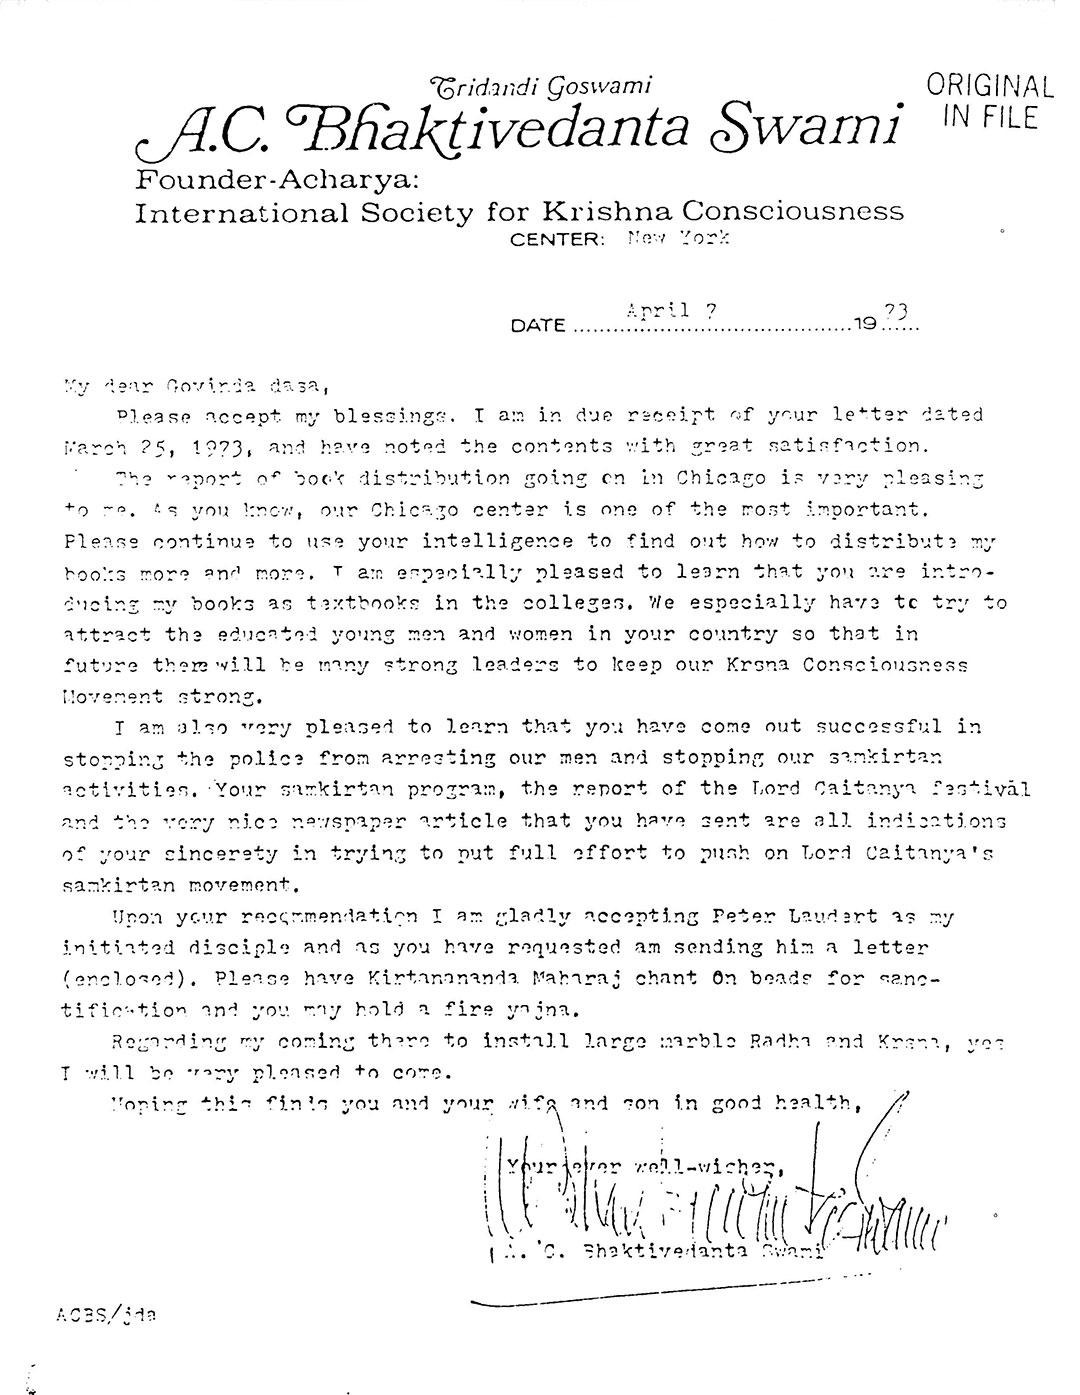 Tridandi Goswami
A.C. Bhaktivedanta Swami
ORIGINAL
IN FILE
Founder-Acharya:
International Society for Krishna Consciousness
CENTER: New York
DATE April 7 1973
My dear Govinda dasa,
Please accept my blessings. I am in due receipt of your letter dated
March 25, 1973, and have noted the contents with great satisfaction.
The report of book distribution going on in Chicago is very pleasing
to me. As you know, our Chicago center is one of the most important.
Please continue to use your intelligence to find out how to distribute my
books more and more. I am especially pleased to learn that you are intro-
ducing my books as textbooks in the colleges. We especially have to try to
attract the educated young men and women in your country so that in
future there will be many strong leaders to keep our Krsna Consciousness
Movement strong.
I am also very pleased to learn that you have come out successful in
stopping the police from arresting our men and stopping our samkirtan
activities. Your samkirtan program, the report of the Lord Caitanya festival
and the very nice newspaper article that you have sent are all indications
of your sincerety in trying to put full effort to push on Lord Caitanya's
samkirtan movement.
Upon your recommendation I am gladly accepting Peter Laudert as my
initiated disciple and as you have requested am sending him a letter
(enclosed). Please have Kirtanananda Maharaj chant On beads for sanc-
tification and you may hold a fire yajna.
Regarding my coming there to install large marble Radha and Krsna, yes
I will be very pleased to come.
Hoping this finds you and your wife and son in good health,
Your ever well-wisher,
A. C. Bhaktivedanta Swami
ACBS/jda